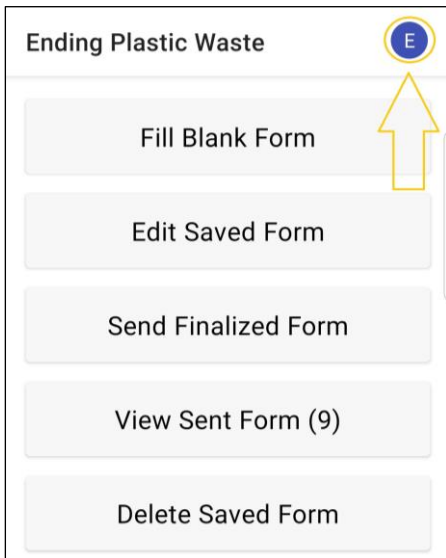 Ending Plastic Waste E
Fill Blank Form
Edit Saved Form
Send Finalized Form
View Sent Form (9)
Delete Saved Form